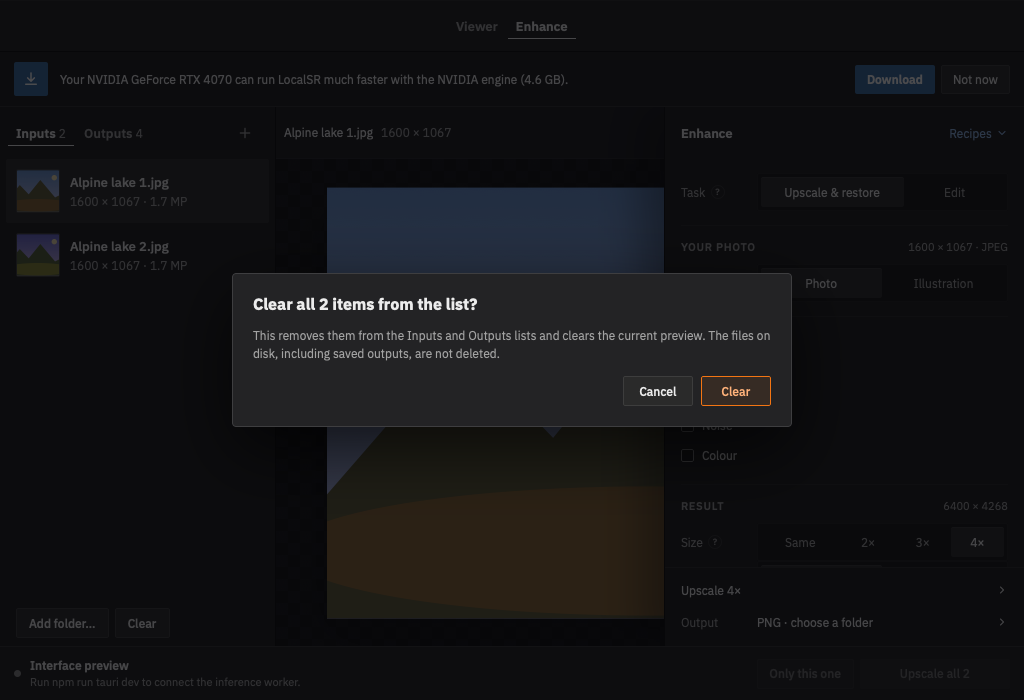 Viewer Enhance
Your NVIDIA GeForce RTX 4070 can run LocalSR much faster with the NVIDIA engine (4.6 GB).
Download
Not now
Inputs 2
Outputs 4
Alpine lake 1.jpg
1600 × 1067 · 1.7 MP
Alpine lake 2.jpg
1600 × 1067 · 1.7 MP
Add folder...
Clear
Alpine lake 1.jpg 1600 × 1067
Enhance
Recipes
Task ?
Upscale & restore
Edit
YOUR PHOTO
1600 × 1067 · JPEG
Photo
Illustration
Clear all 2 items from the list?
This removes them from the Inputs and Outputs lists and clears the current preview. The files on
disk, including saved outputs, are not deleted.
Cancel
Clear
Noise
Colour
RESULT
6400 × 4268
Size ?
Same
2×
3×
4×
Upscale 4×
Output
PNG · choose a folder
Interface preview
Run npm run tauri dev to connect the inference worker.
Only this one
Upscale all 2